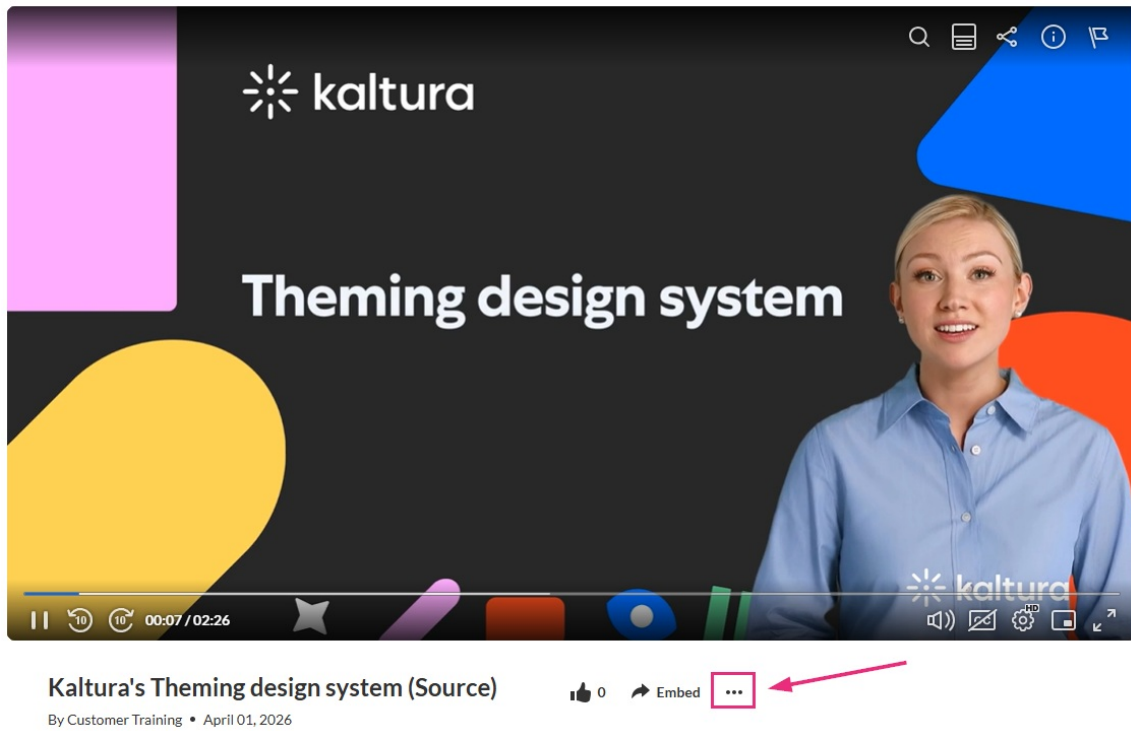 kaltura
Theming design system
kaltura
10 10 00:07 / 02:26 CC HD
Kaltura's Theming design system (Source)
0 Embed ...
By Customer Training • April 01, 2026